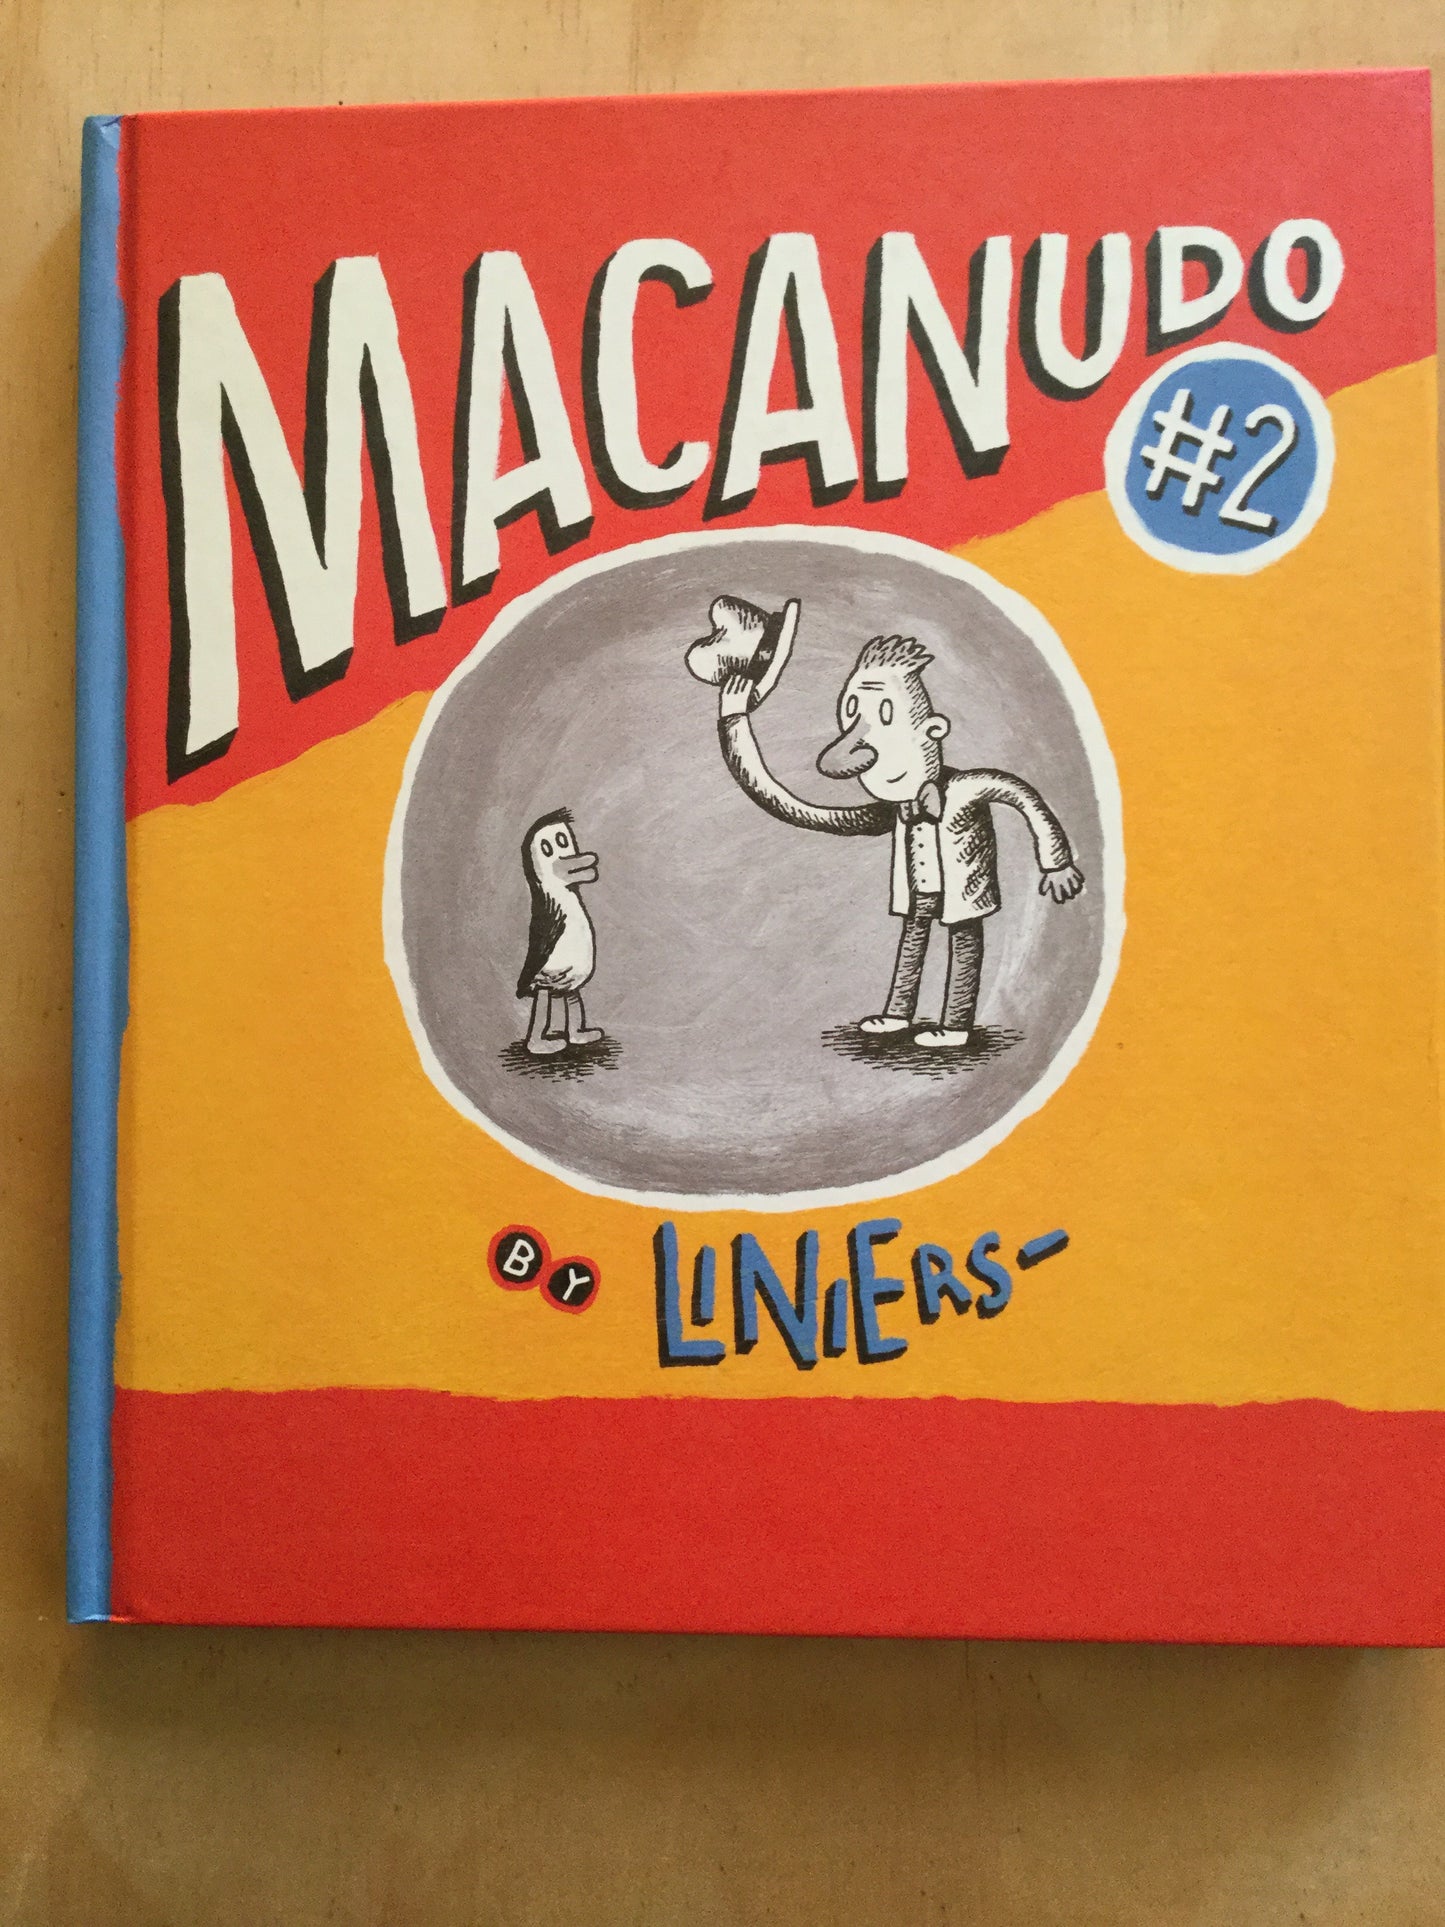 MACANUDO
#2
BY LINIERS-